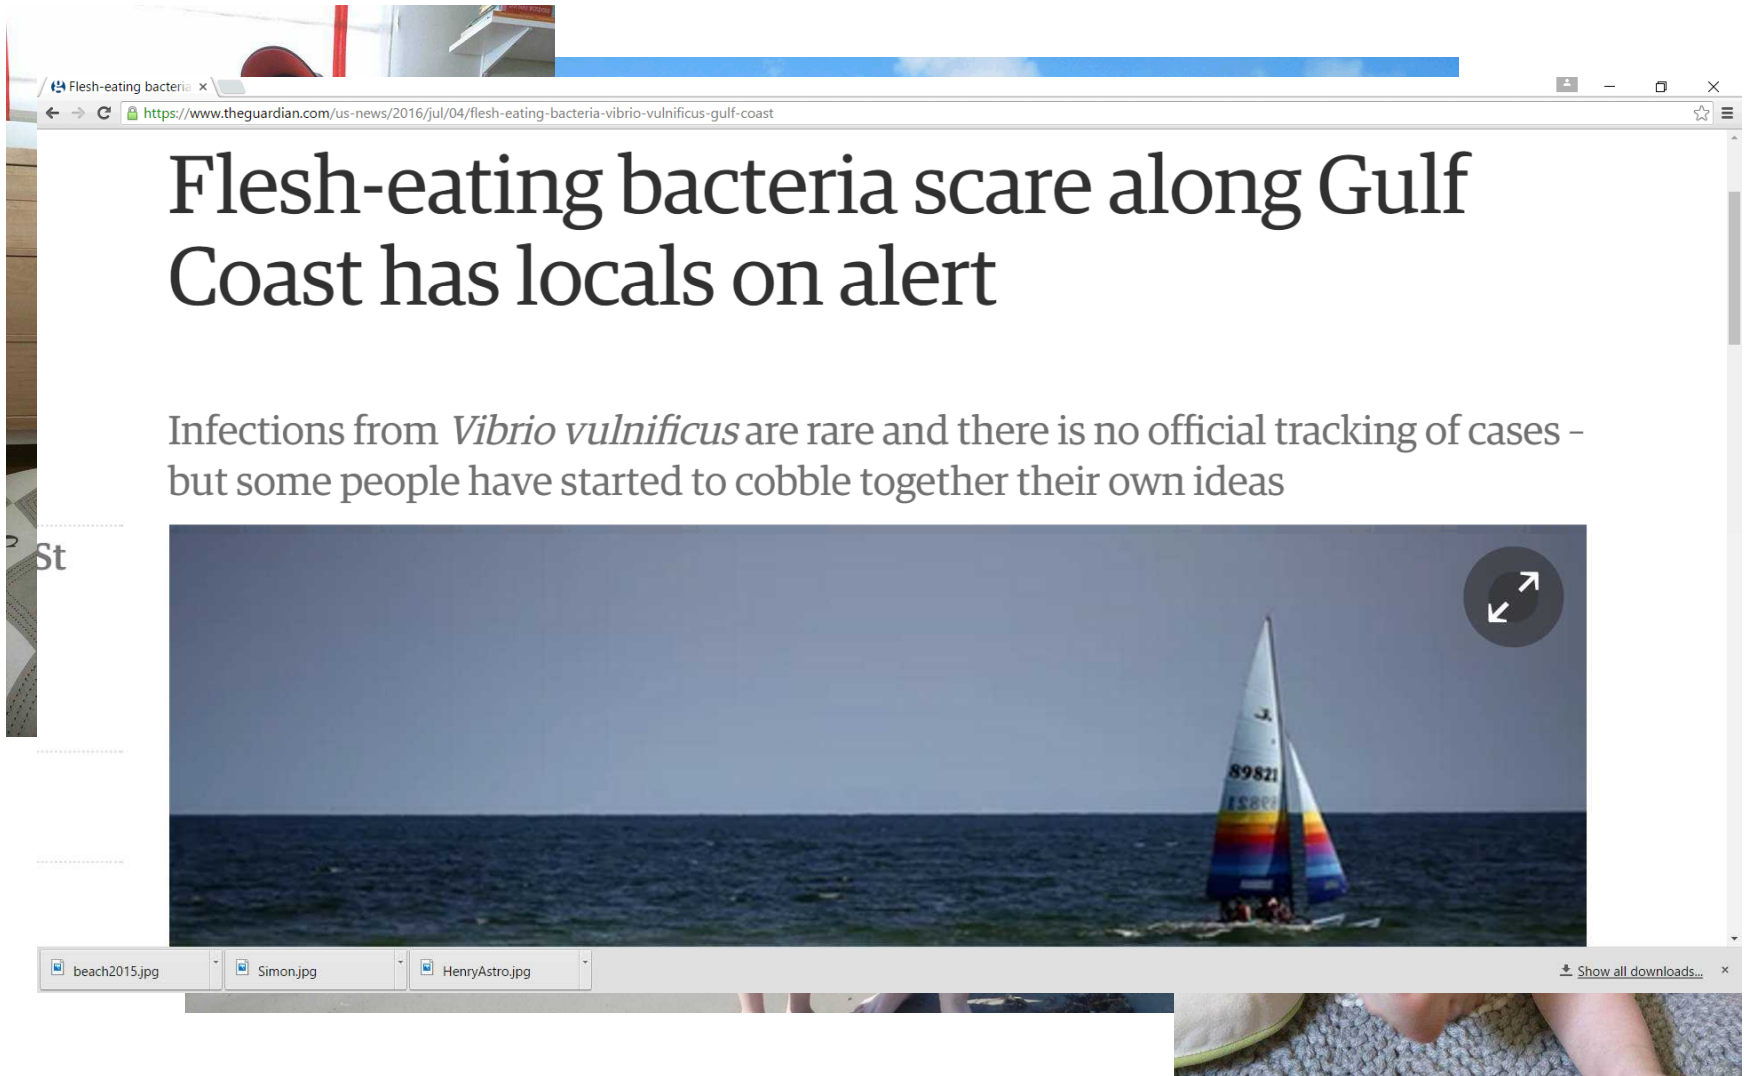 Flesh-eating bacteria
https://www.theguardian.com/us-news/2016/jul/04/flesh-eating-bacteria-vibrio-vulnificus-gulf-coast
Flesh-eating bacteria scare along Gulf
Coast has locals on alert
Infections from Vibrio vulnificus are rare and there is no official tracking of cases –
but some people have started to cobble together their own ideas
St
89821
89821
beach2015.jpg
Simon.jpg
HenryAstro.jpg
Show all downloads...